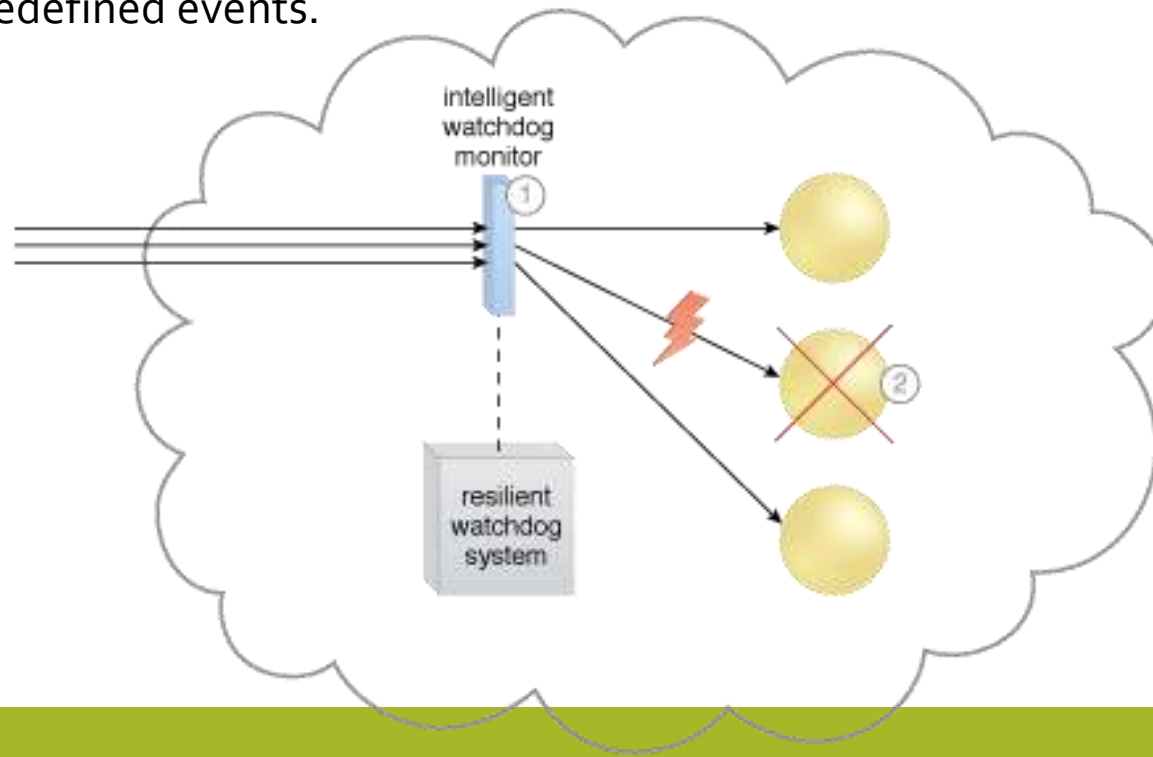 edefined events.
intelligent
watchdog
monitor
1
2
resilient
watchdog
system